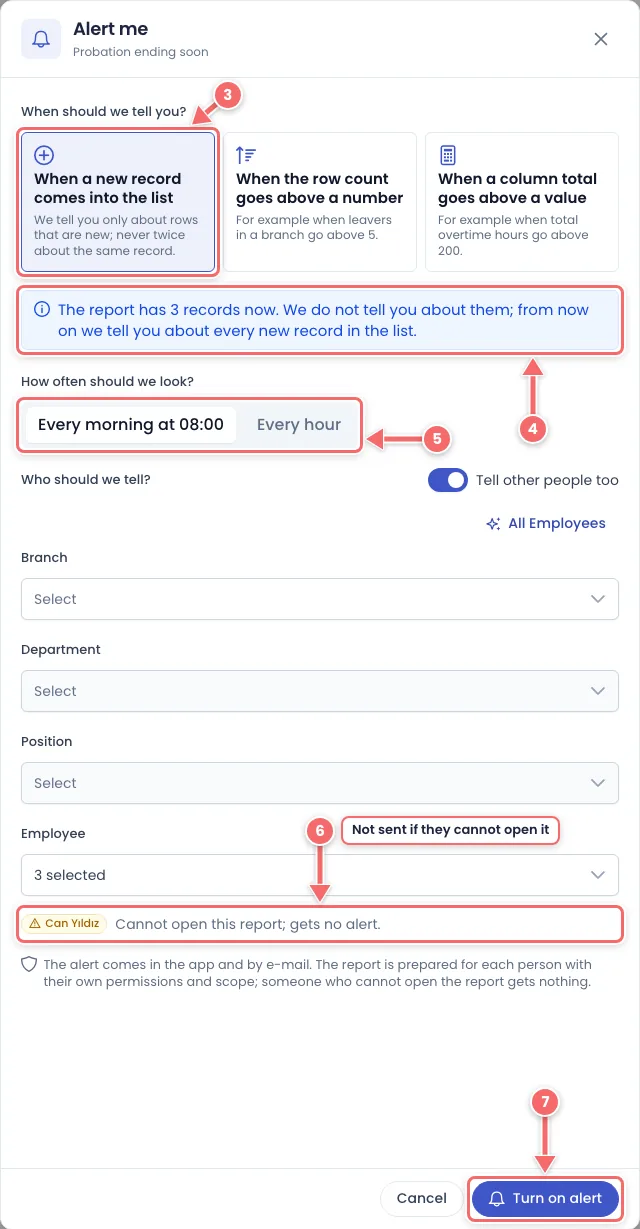 Alert me
Probation ending soon
When should we tell you?
3
When a new record
comes into the list
We tell you only about rows
that are new; never twice
about the same record.
When the row count
goes above a number
For example when leavers
in a branch go above 5.
When a column total
goes above a value
For example when total
overtime hours go above
200.
The report has 3 records now. We do not tell you about them; from now
on we tell you about every new record in the list.
4
How often should we look?
Every morning at 08:00
Every hour
5
Who should we tell?
Tell other people too
All Employees
Branch
Select
Department
Select
Position
Select
Employee
6
Not sent if they cannot open it
3 selected
Can Yıldız
Cannot open this report; gets no alert.
The alert comes in the app and by e-mail. The report is prepared for each person with
their own permissions and scope; someone who cannot open the report gets nothing.
7
Cancel
Turn on alert